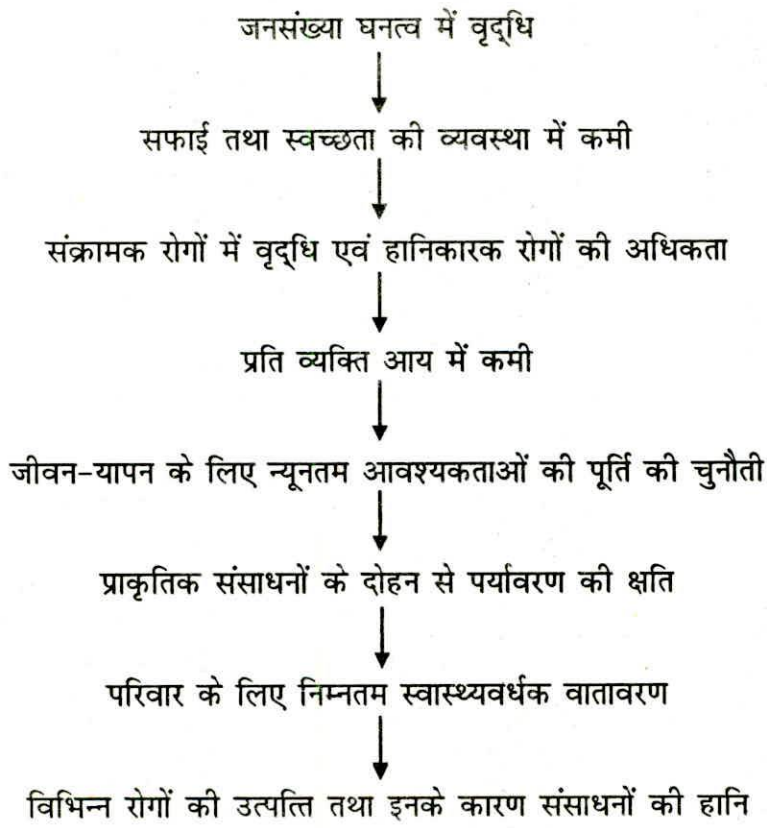 जनसंख्या घनत्व में वृद्धि
सफाई तथा स्वच्छता की व्यवस्था में कमी
संक्रामक रोगों में वृद्धि एवं हानिकारक रोगों की अधिकता
प्रति व्यक्ति आय में कमी
जीवन-यापन के लिए न्यूनतम आवश्यकताओं की पूर्ति की चुनौती
प्राकृतिक संसाधनों के दोहन से पर्यावरण की क्षति
परिवार के लिए निम्नतम स्वास्थ्यवर्धक वातावरण
विभिन्न रोगों की उत्पत्ति तथा इनके कारण संसाधनों की हानि